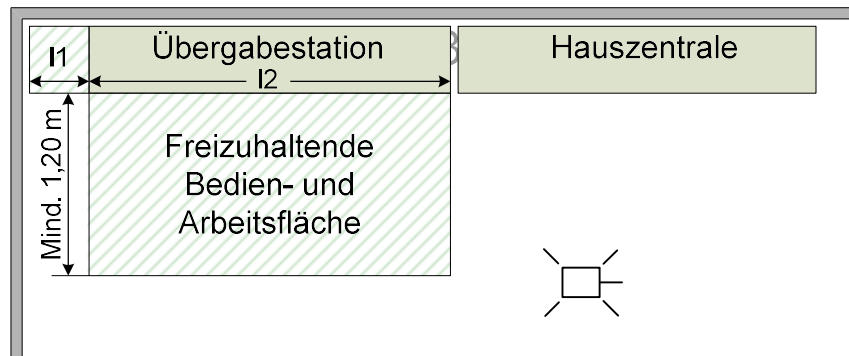 l1
Übergabestation
Hauszentrale
l2
Mind. 1,20 m
Freizuhaltende
Bedien- und
Arbeitsfläche